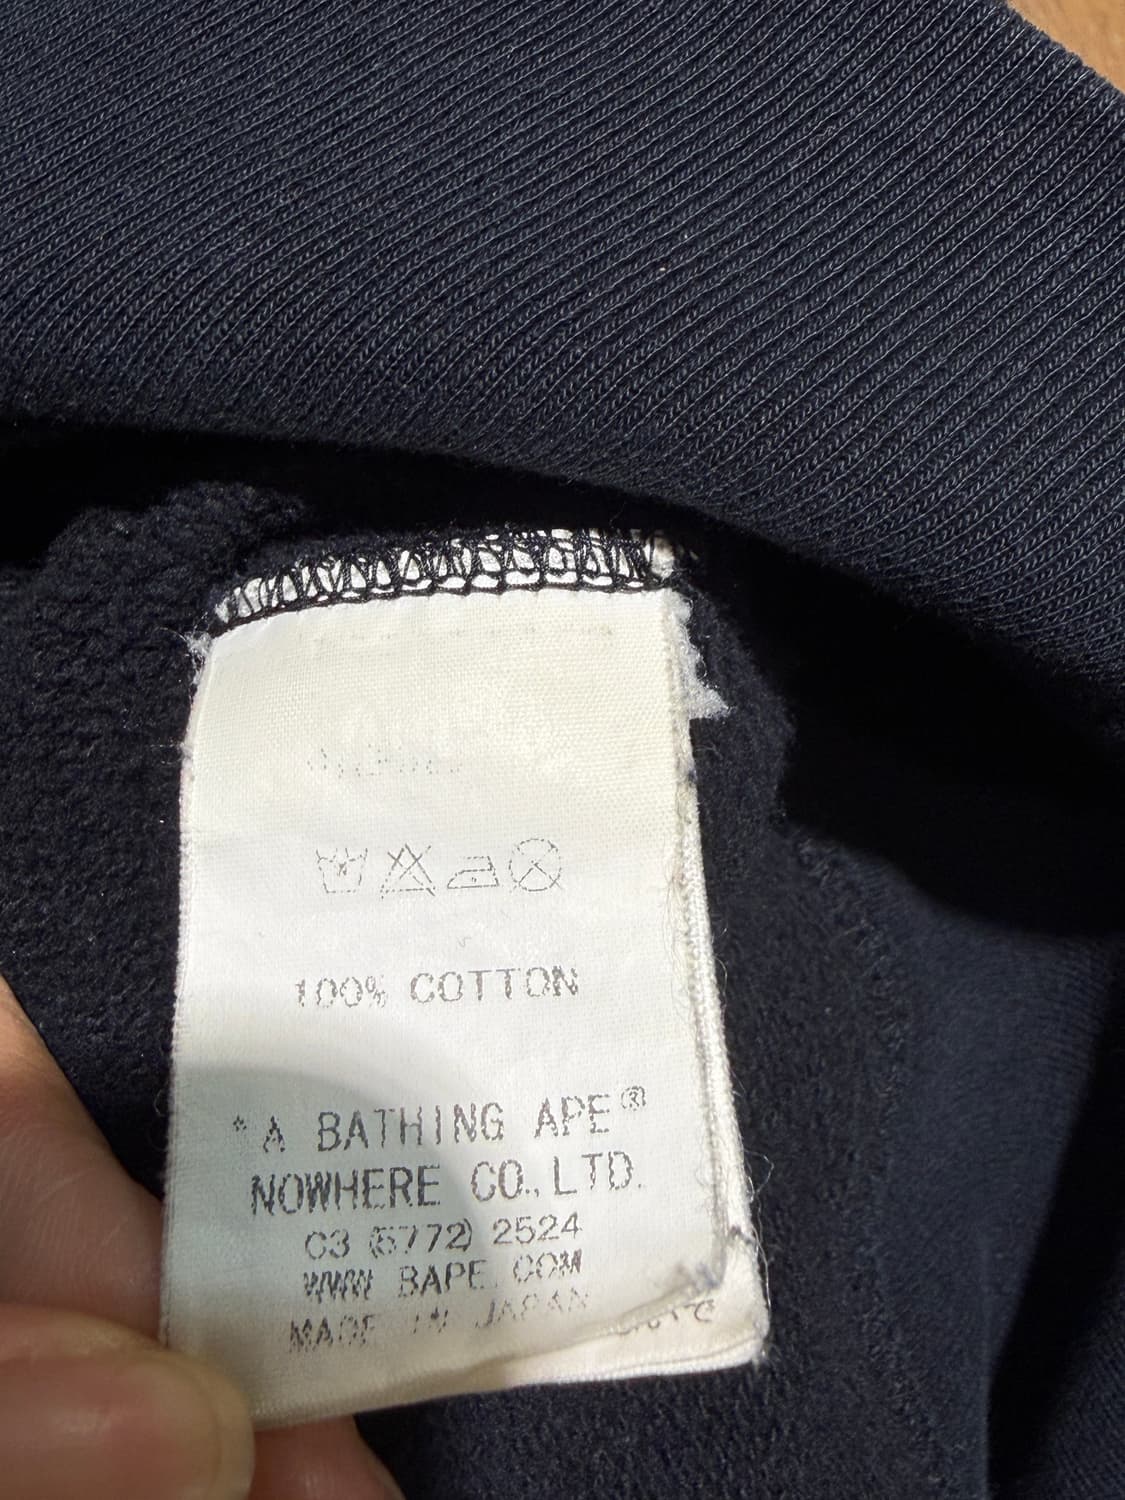 100% COTTON
*A BATHING APE®
NOWHERE CO., LTD.
03 (5772) 2524
WWW BAPE.COM
MADE IN JAPAN